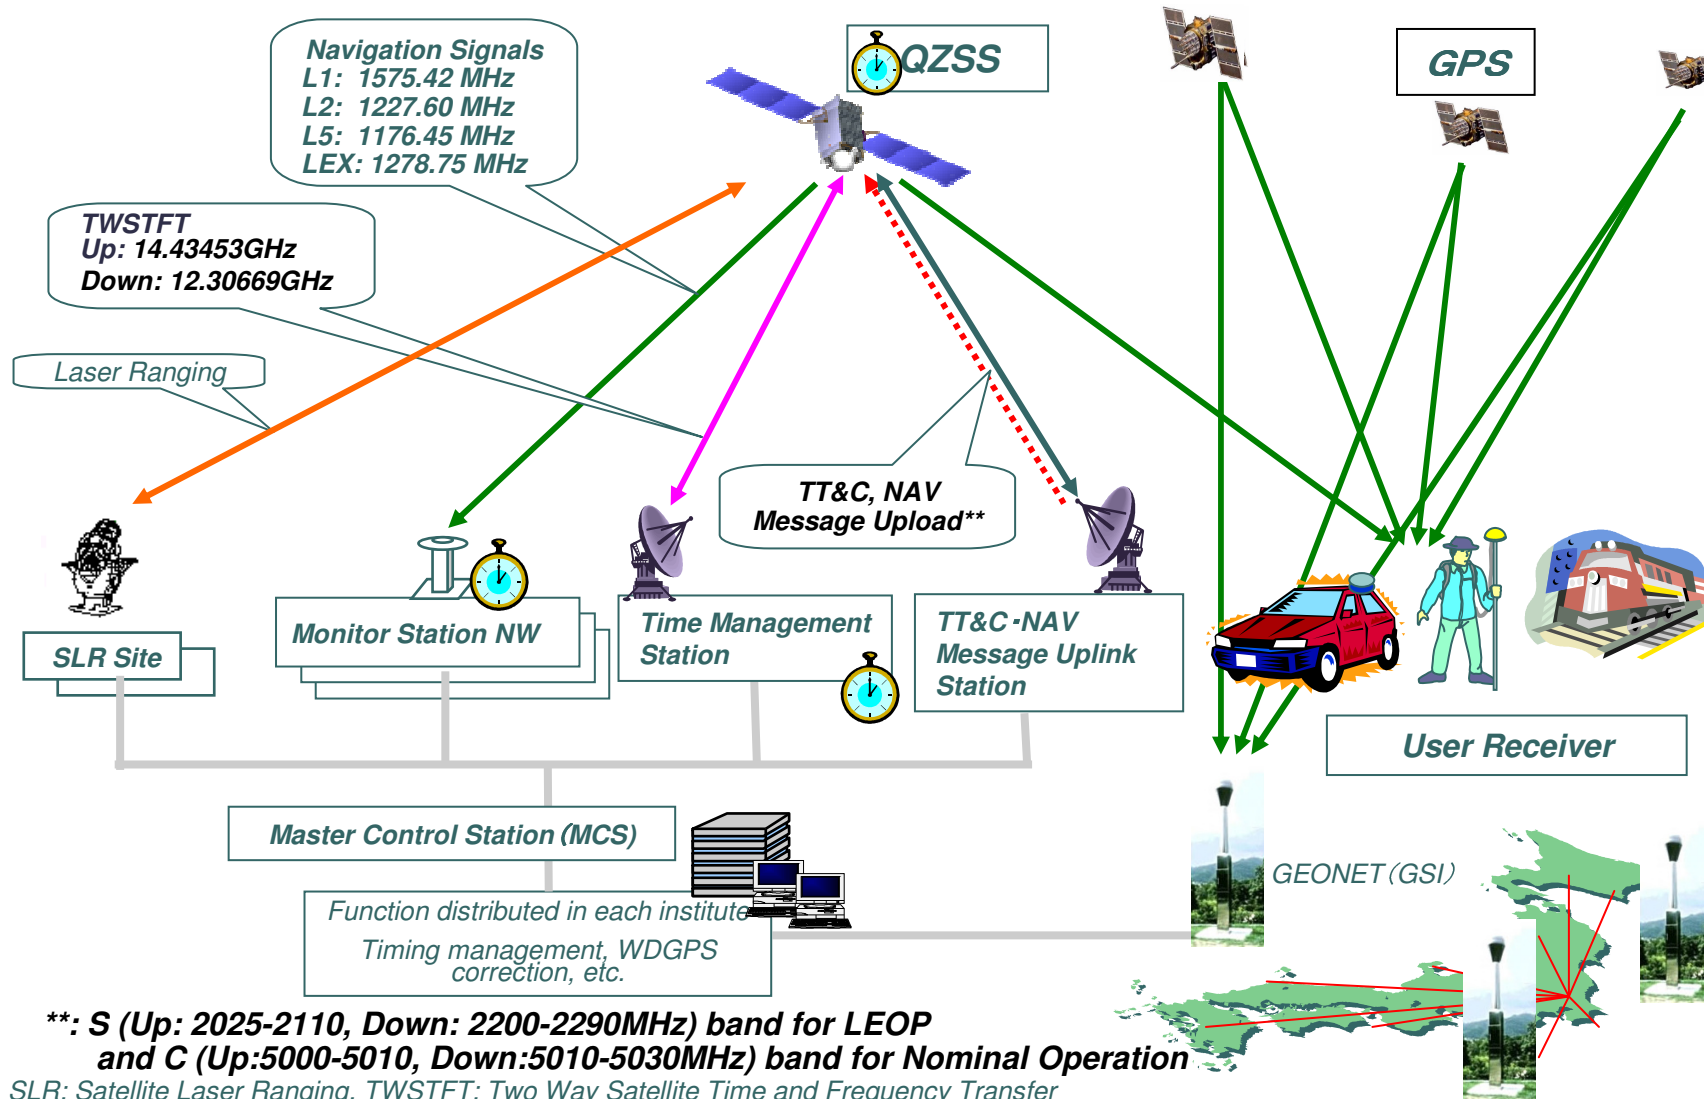 Navigation Signals
L1: 1575.42 MHz
L2: 1227.60 MHz
L5: 1176.45 MHz
LEX: 1278.75 MHz
QZSS
GPS
TWSTFT
Up: 14.43453GHz
Down: 12.30669GHz
Laser Ranging
TT&C, NAV
Message Upload**
SLR Site
Monitor Station NW
Time Management
Station
TT&C・NAV
Message Uplink
Station
User Receiver
Master Control Station (MCS)
Function distributed in each institute
Timing management, WDGPS
correction, etc.
GEONET (GSI)
**: S (Up: 2025-2110, Down: 2200-2290MHz) band for LEOP
and C (Up:5000-5010, Down:5010-5030MHz) band for Nominal Operation
SLR: Satellite Laser Ranging, TWSTFT: Two Way Satellite Time and Frequency Transfer